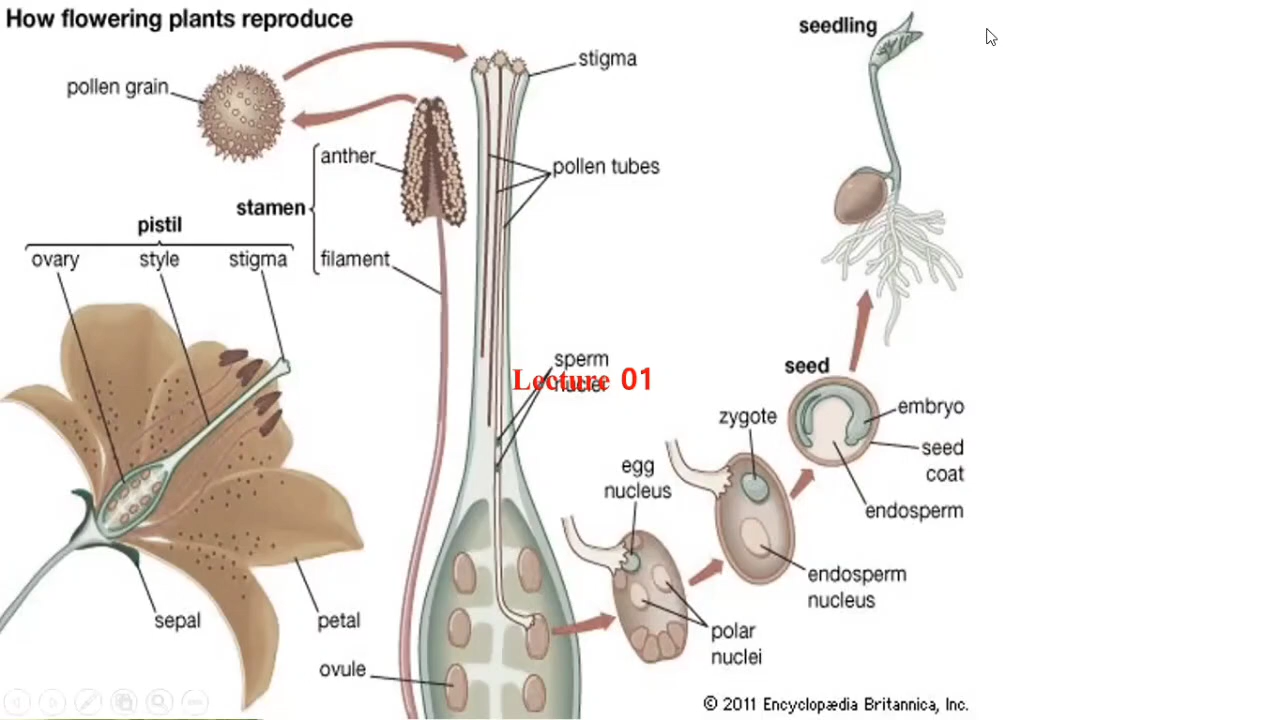 How flowering plants reproduce
seedling
pollen grain
stigma
anther
pollen tubes
stamen
pistil
ovary
style
stigma
filament
sperm
nuclei
Lecture 01
seed
zygote
embryo
egg
nucleus
seed
coat
endosperm
endosperm
nucleus
sepal
petal
polar
nuclei
ovule
© 2011 Encyclopædia Britannica, Inc.